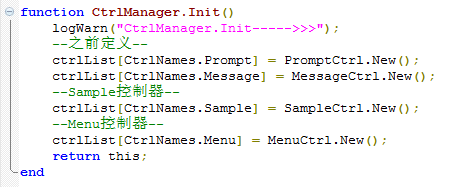 function CtrlManager.Init()
    logWarn("CtrlManager.Init----->>>");
    --之前定义--
    ctrlList[CtrlNames.Prompt] = PromptCtrl.New();
    ctrlList[CtrlNames.Message] = MessageCtrl.New();
    --Sample控制器--
    ctrlList[CtrlNames.Sample] = SampleCtrl.New();
    --Menu控制器--
    ctrlList[CtrlNames.Menu] = MenuCtrl.New();
    return this;
end